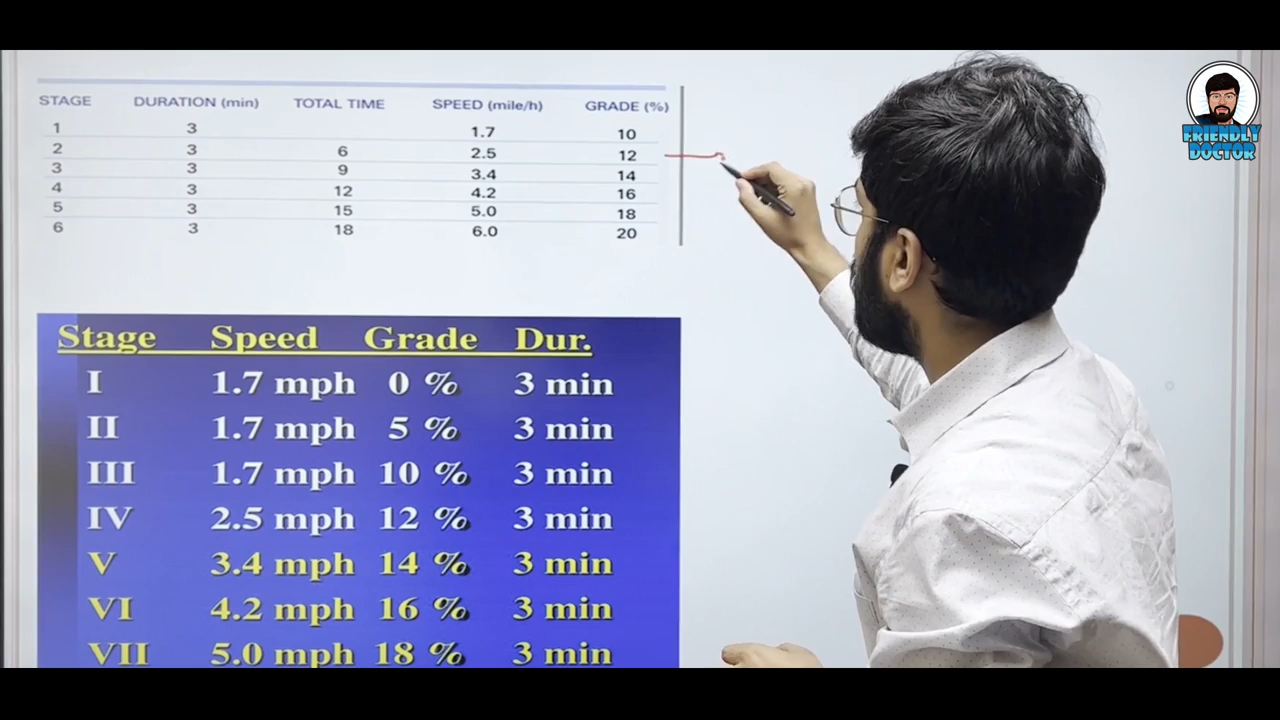 STAGE DURATION (min) TOTAL TIME SPEED (mile/h) GRADE (%)
1 3 1.7 10
2 3 6 2.5 12
3 3 9 3.4 14
4 3 12 4.2 16
5 3 15 5.0 18
6 3 18 6.0 20
Stage Speed Grade Dur.
I 1.7 mph 0 % 3 min
II 1.7 mph 5 % 3 min
III 1.7 mph 10 % 3 min
IV 2.5 mph 12 % 3 min
V 3.4 mph 14 % 3 min
VI 4.2 mph 16 % 3 min
VII 5.0 mph 18 % 3 min
FRIENDLY
DOCTOR